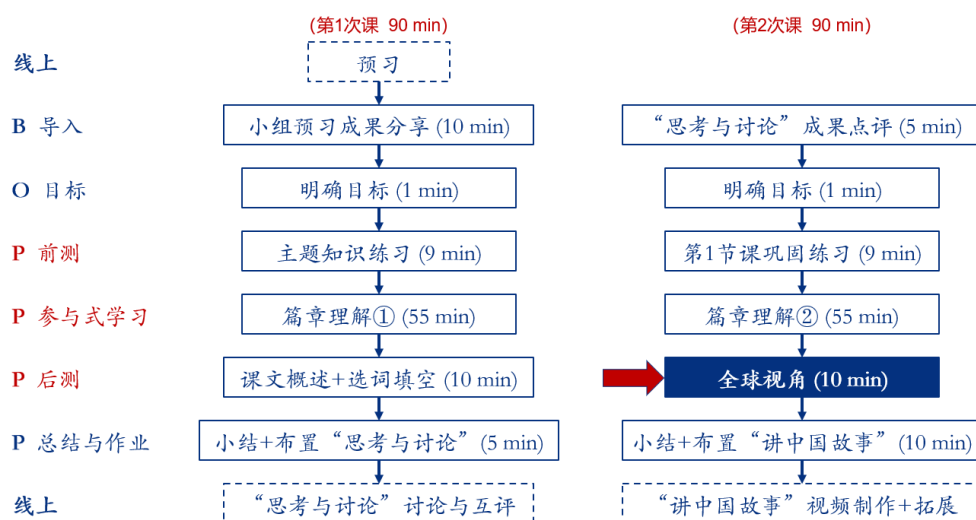 (第1次课 90 min)
(第2次课 90 min)
线上
预习
B 导入
小组预习成果分享 (10 min)
“思考与讨论”成果点评 (5 min)
O 目标
明确目标 (1 min)
明确目标 (1 min)
P 前测
主题知识练习 (9 min)
第1节课巩固练习 (9 min)
P 参与式学习
篇章理解① (55 min)
篇章理解② (55 min)
P 后测
课文概述+选词填空 (10 min)
全球视角 (10 min)
P 总结与作业
小结+布置“思考与讨论” (5 min)
小结+布置“讲中国故事” (10 min)
线上
“思考与讨论”讨论与互评
“讲中国故事”视频制作+拓展